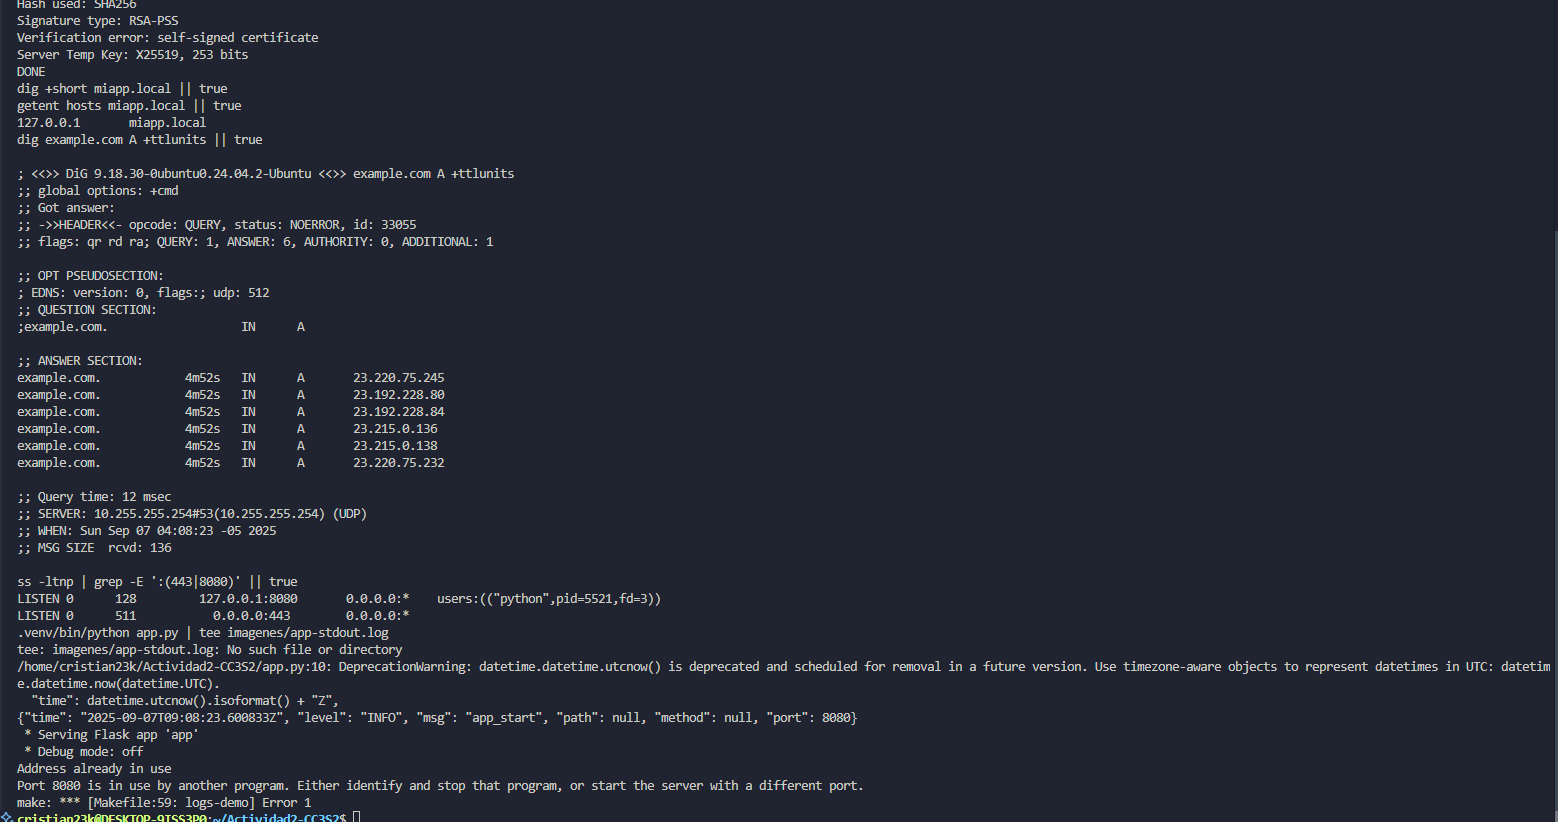 Hash used: SHA256
Signature type: RSA-PSS
Verification error: self-signed certificate
Server Temp Key: X25519, 253 bits
DONE
dig +short miapp.local || true
getent hosts miapp.local || true
127.0.0.1       miapp.local
dig example.com A +ttlunits || true

; <<>> DiG 9.18.30-0ubuntu0.24.04.2-Ubuntu <<>> example.com A +ttlunits
;; global options: +cmd
;; Got answer:
;; ->>HEADER<<- opcode: QUERY, status: NOERROR, id: 33055
;; flags: qr rd ra; QUERY: 1, ANSWER: 6, AUTHORITY: 0, ADDITIONAL: 1

;; OPT PSEUDOSECTION:
; EDNS: version: 0, flags:; udp: 512
;; QUESTION SECTION:
;example.com.                   IN      A

;; ANSWER SECTION:
example.com.            4m52s   IN      A       23.220.75.245
example.com.            4m52s   IN      A       23.192.228.80
example.com.            4m52s   IN      A       23.192.228.84
example.com.            4m52s   IN      A       23.215.0.136
example.com.            4m52s   IN      A       23.215.0.138
example.com.            4m52s   IN      A       23.220.75.232

;; Query time: 12 msec
;; SERVER: 10.255.255.254#53(10.255.255.254) (UDP)
;; WHEN: Sun Sep 07 04:08:23 -05 2025
;; MSG SIZE  rcvd: 136

ss -ltnp | grep -E ':(443|8080)' || true
LISTEN 0      128         127.0.0.1:8080       0.0.0.0:*    users:(("python",pid=5521,fd=3))
LISTEN 0      511           0.0.0.0:443        0.0.0.0:*
.venv/bin/python app.py | tee imagenes/app-stdout.log
tee: imagenes/app-stdout.log: No such file or directory
/home/cristian23k/Actividad2-CC3S2/app.py:10: DeprecationWarning: datetime.datetime.utcnow() is deprecated and scheduled for removal in a future version. Use timezone-aware objects to represent datetimes in UTC: datetim
e.datetime.now(datetime.UTC).
  "time": datetime.utcnow().isoformat() + "Z",
{"time": "2025-09-07T09:08:23.600833Z", "level": "INFO", "msg": "app_start", "path": null, "method": null, "port": 8080}
 * Serving Flask app 'app'
 * Debug mode: off
Address already in use
Port 8080 is in use by another program. Either identify and stop that program, or start the server with a different port.
make: *** [Makefile:59: logs-demo] Error 1
cristian23k@DESKTOP-9TSS3P0:~/Actividad2-CC3S2$